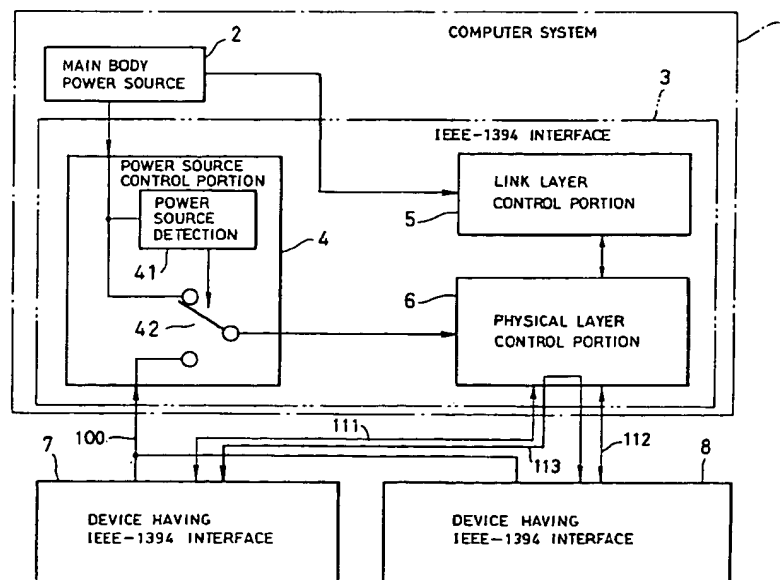 COMPUTER SYSTEM
2
MAIN BODY
POWER SOURCE
3
IEEE-1394 INTERFACE
POWER SOURCE
CONTROL PORTION
POWER
SOURCE
DETECTION
41
4
42
LINK LAYER
CONTROL PORTION
5
6
PHYSICAL LAYER
CONTROL PORTION
100
111
113
112
7
8
DEVICE HAVING
IEEE-1394 INTERFACE
DEVICE HAVING
IEEE-1394 INTERFACE